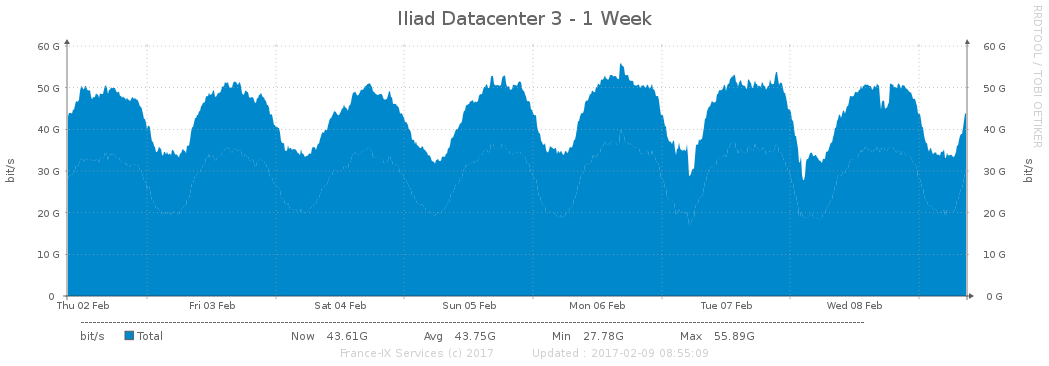 Iliad Datacenter 3 - 1 Week
RRDTOOL / TOBI OETIKER
60 G 60 G
50 G 50 G
40 G 40 G
30 G 30 G
20 G 20 G
10 G 10 G
0 0 G
bit/s bit/s
Thu 02 Feb Fri 03 Feb Sat 04 Feb Sun 05 Feb Mon 06 Feb Tue 07 Feb Wed 08 Feb
bit/s Total Now 43.61G Avg 43.75G Min 27.78G Max 55.89G
France-IX Services (c) 2017 Updated : 2017-02-09 08:55:09